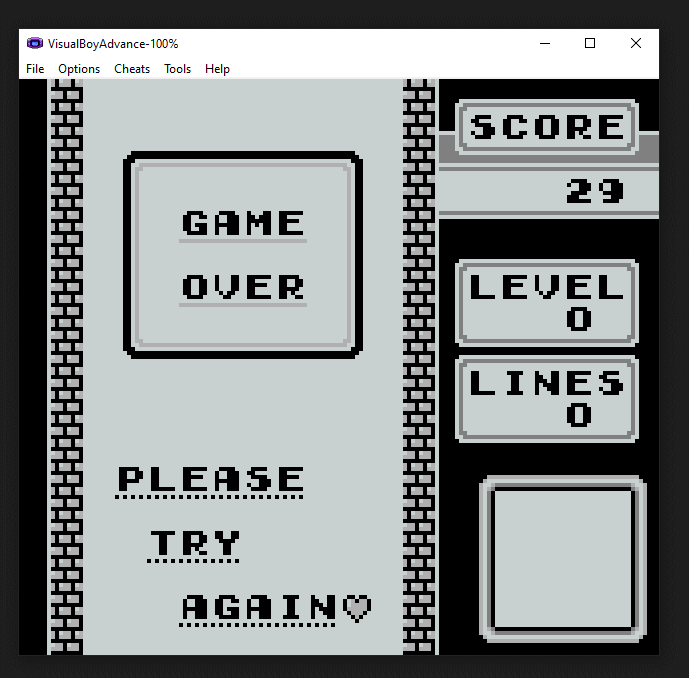 VisualBoyAdvance-100%
File Options Cheats Tools Help
GAME
OVER
PLEASE
TRY
AGAIN♥
SCORE
29
LEVEL
0
LINES
0